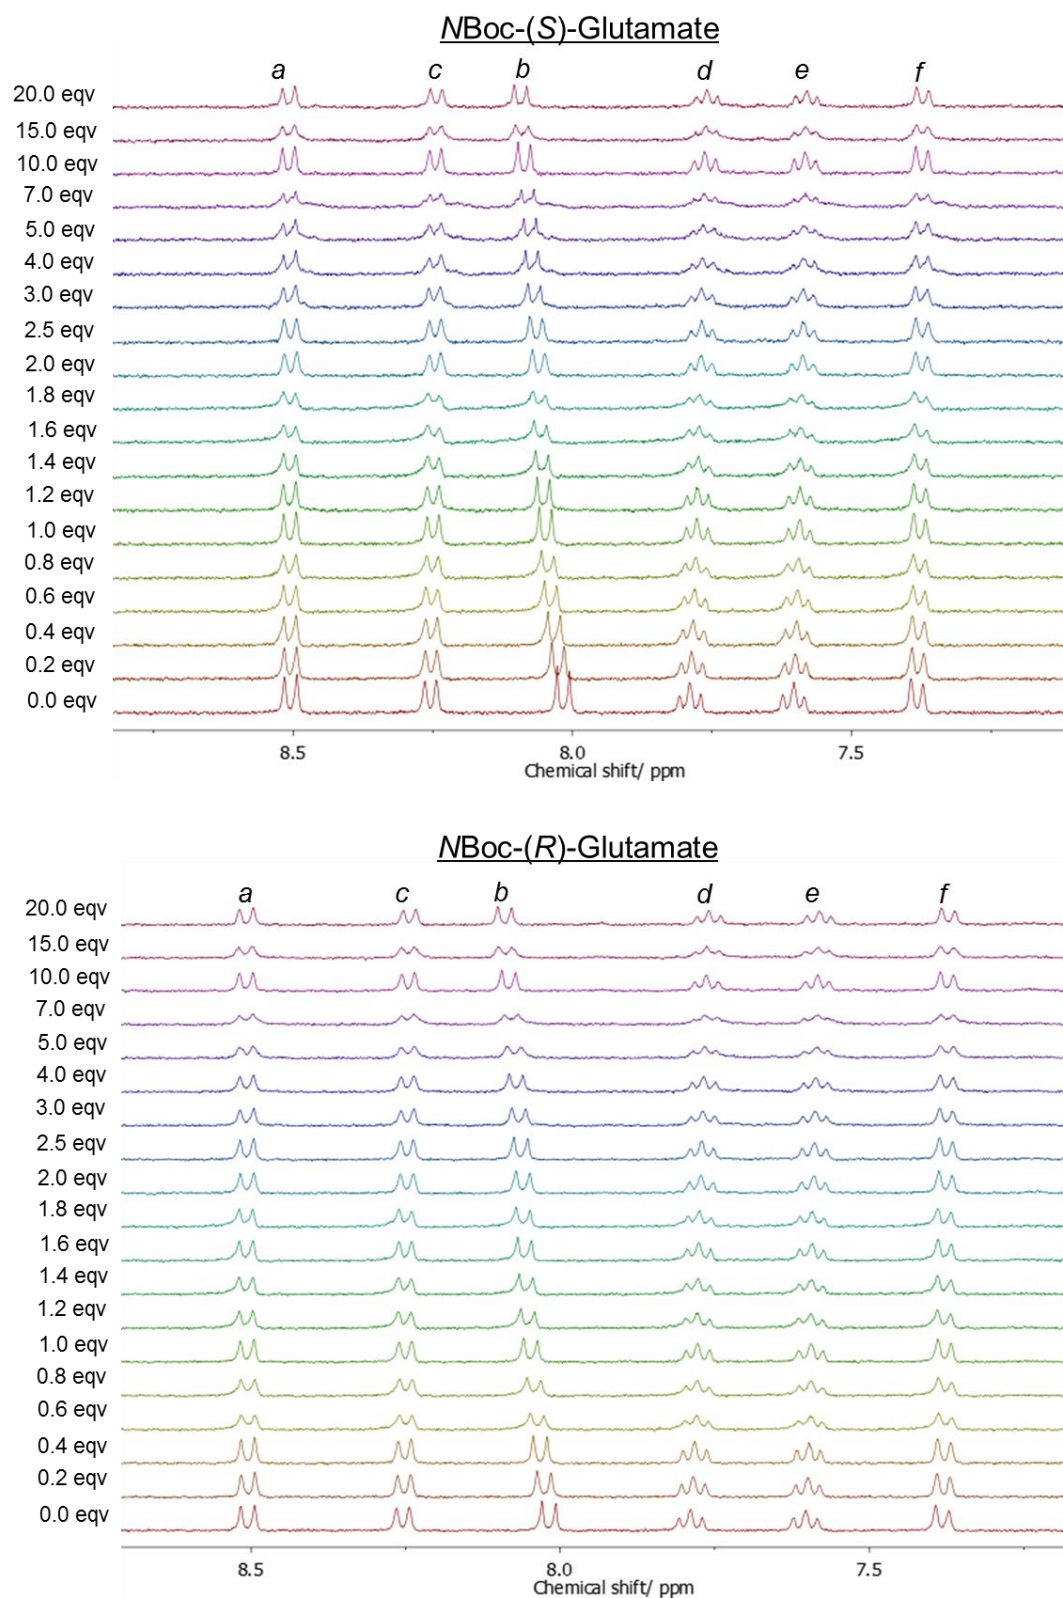 NBoc-(S)-Glutamate
a c b d e f
20.0 eqv
15.0 eqv
10.0 eqv
7.0 eqv
5.0 eqv
4.0 eqv
3.0 eqv
2.5 eqv
2.0 eqv
1.8 eqv
1.6 eqv
1.4 eqv
1.2 eqv
1.0 eqv
0.8 eqv
0.6 eqv
0.4 eqv
0.2 eqv
0.0 eqv
8.5 8.0 7.5
Chemical shift/ ppm
NBoc-(R)-Glutamate
a c b d e f
20.0 eqv
15.0 eqv
10.0 eqv
7.0 eqv
5.0 eqv
4.0 eqv
3.0 eqv
2.5 eqv
2.0 eqv
1.8 eqv
1.6 eqv
1.4 eqv
1.2 eqv
1.0 eqv
0.8 eqv
0.6 eqv
0.4 eqv
0.2 eqv
0.0 eqv
8.5 8.0 7.5
Chemical shift/ ppm